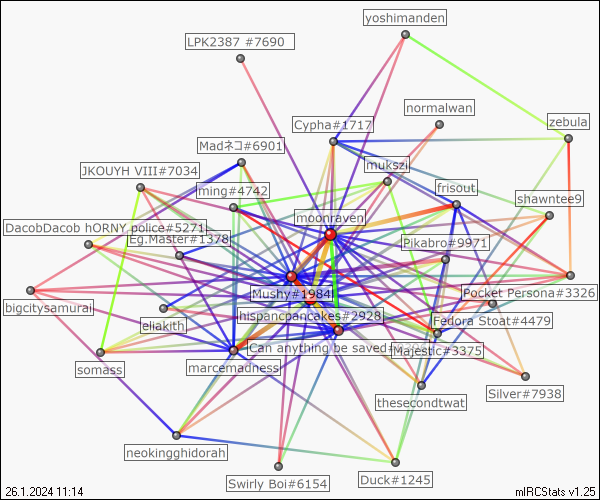 yoshimanden
LPK2387 #7690
normalwan
Cypha#1717
zebula
Madネコ#6901
mukszii
JKOUYH VIII#7034
ming#4742
frisout
shawntee9
moonraven
DacobDacob hORNY police#5271
Eg.Master#1378
Pikabro#9971
Mushy#1984
Pocket Persona#3326
bigcitysamurai
eliakith
hispancpancakes#2928
Fedora Stoat#4479
Can anything be saved
Majestic#3375
somass
marcemadness
Silver#7938
thesecondtwat
neokingghidorah
Swirly Boi#6154
Duck#1245
26.1.2024 11:14
mIRCStats v1.25